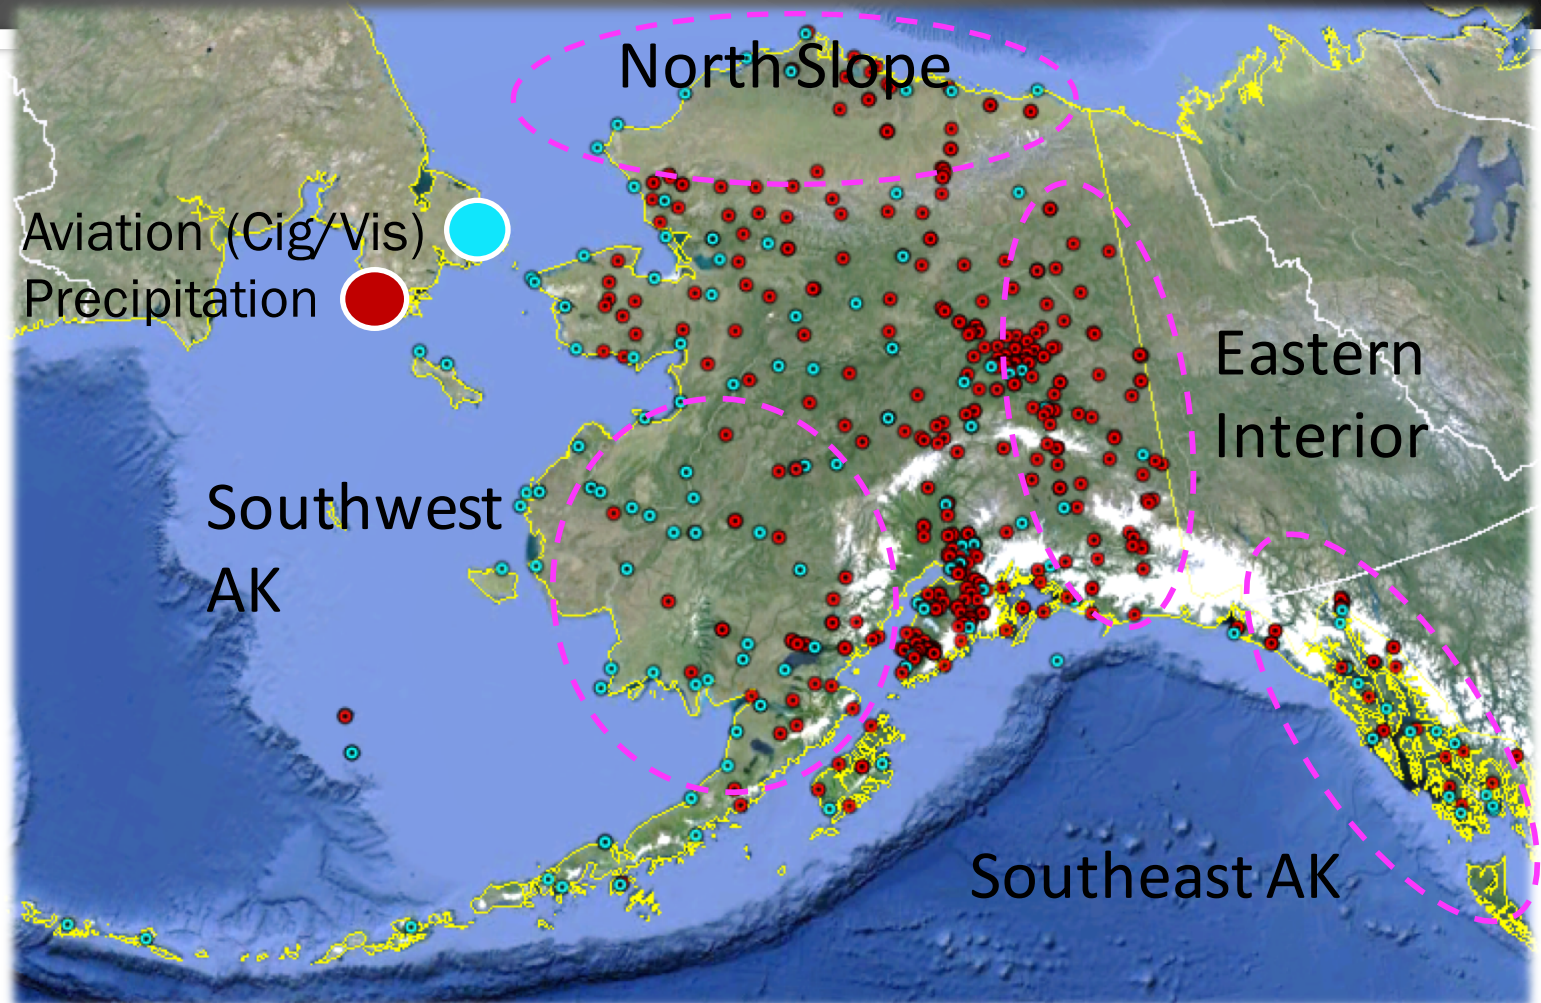 North Slope
Aviation (Cig/Vis)
Precipitation
Eastern
Interior
Southwest
AK
Southeast AK